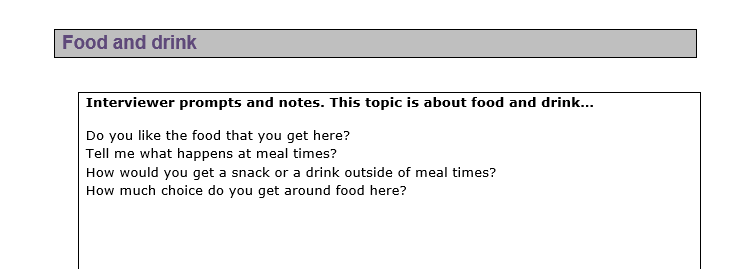 Food and drink
Interviewer prompts and notes. This topic is about food and drink...
Do you like the food that you get here?
Tell me what happens at meal times?
How would you get a snack or a drink outside of meal times?
How much choice do you get around food here?